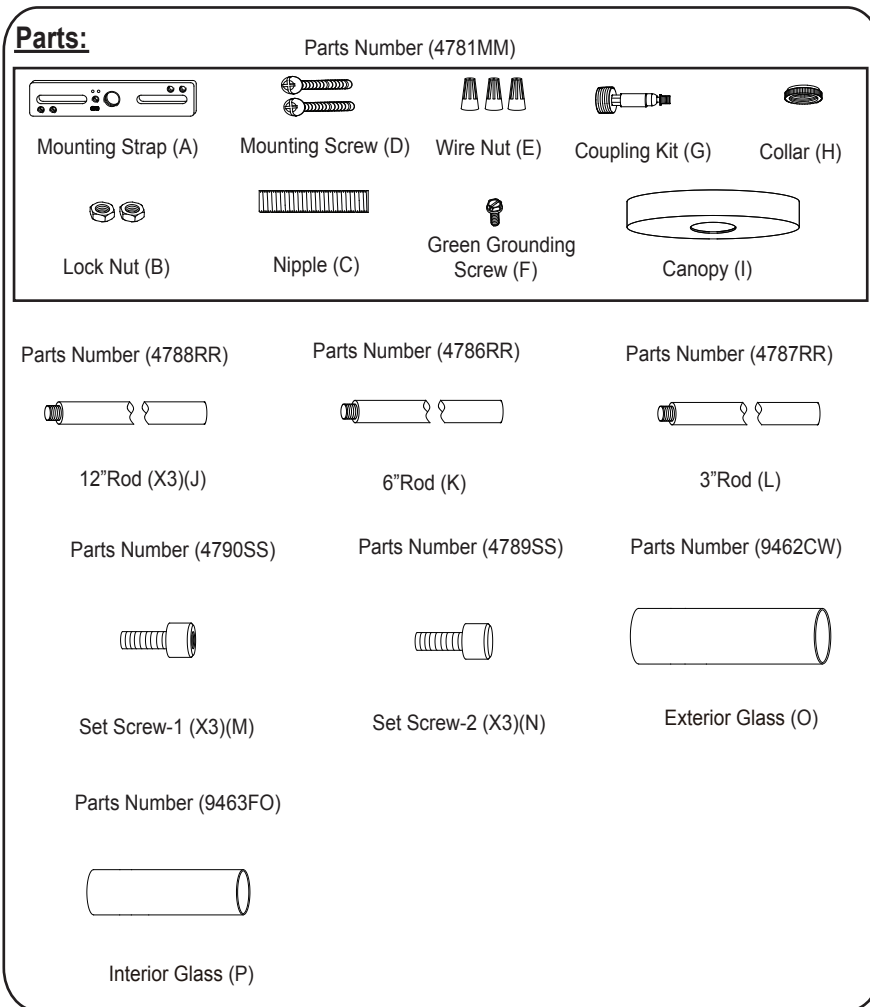 Parts:
Parts Number (4781MM)
Mounting Strap (A)
Mounting Screw (D)
Wire Nut (E)
Coupling Kit (G)
Collar (H)
Lock Nut (B)
Nipple (C)
Green Grounding
Screw (F)
Canopy (I)
Parts Number (4788RR)
Parts Number (4786RR)
Parts Number (4787RR)
12”Rod (X3)(J)
6”Rod (K)
3”Rod (L)
Parts Number (4790SS)
Parts Number (4789SS)
Parts Number (9462CW)
Set Screw-1 (X3)(M)
Set Screw-2 (X3)(N)
Exterior Glass (O)
Parts Number (9463FO)
Interior Glass (P)